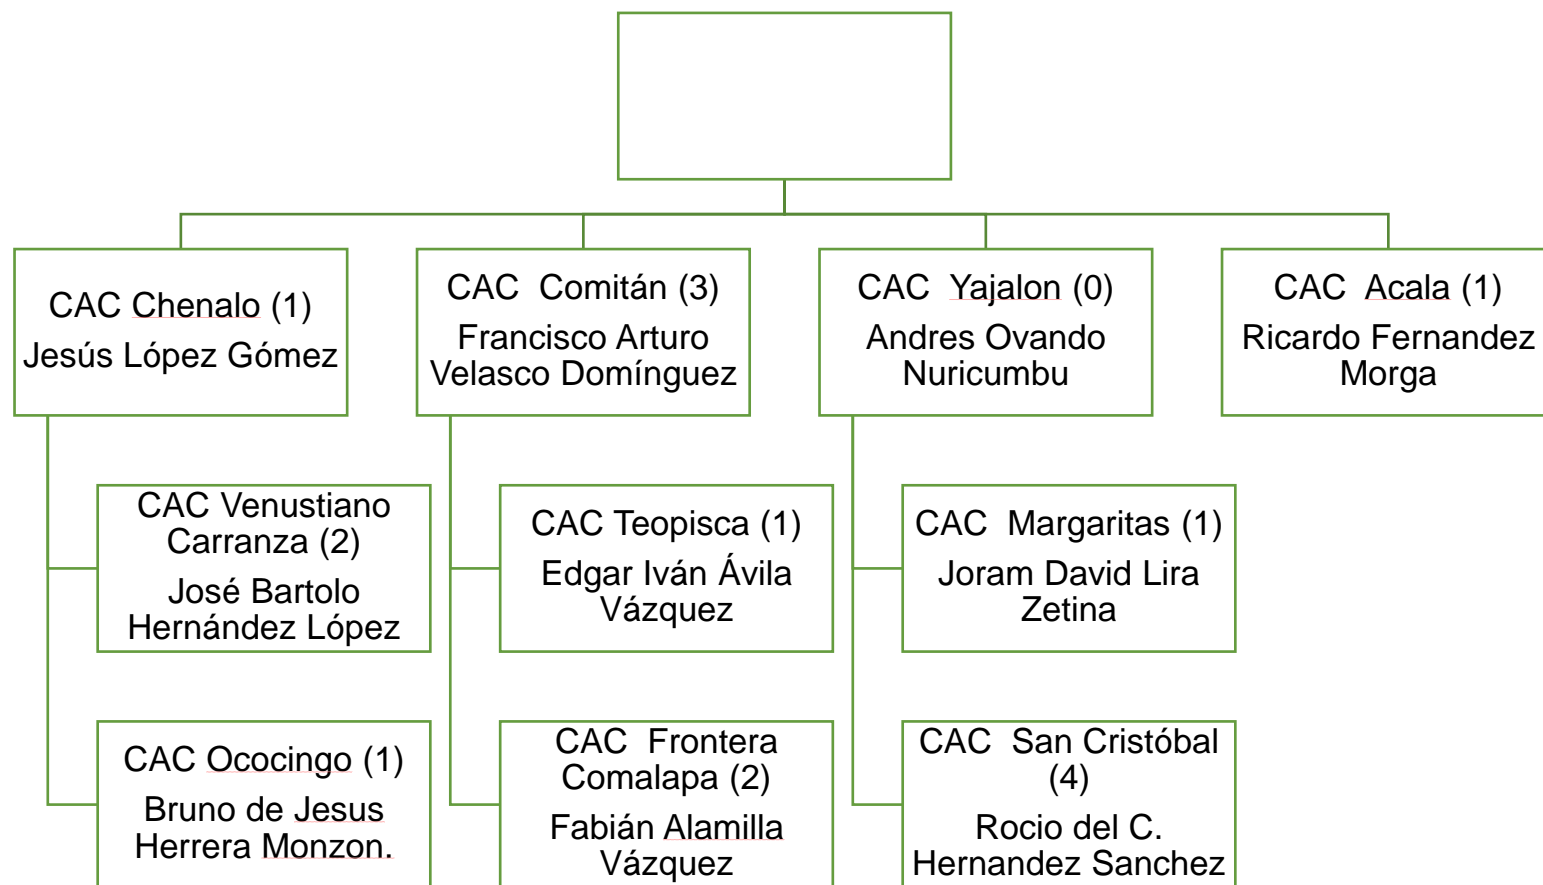 CAC Chenalo (1)
Jesús López Gómez
CAC  Comitán (3)
Francisco Arturo
Velasco Domínguez
CAC  Yajalon (0)
Andres Ovando
Nuricumbu
CAC  Acala (1)
Ricardo Fernandez
Morga
CAC Venustiano
Carranza (2)
José Bartolo
Hernández López
CAC Teopisca (1)
Edgar Iván Ávila
Vázquez
CAC  Margaritas (1)
Joram David Lira
Zetina
CAC Ococingo (1)
Bruno de Jesus
Herrera Monzon.
CAC  Frontera
Comalapa (2)
Fabián Alamilla
Vázquez
CAC  San Cristóbal
(4)
Rocio del C.
Hernandez Sanchez